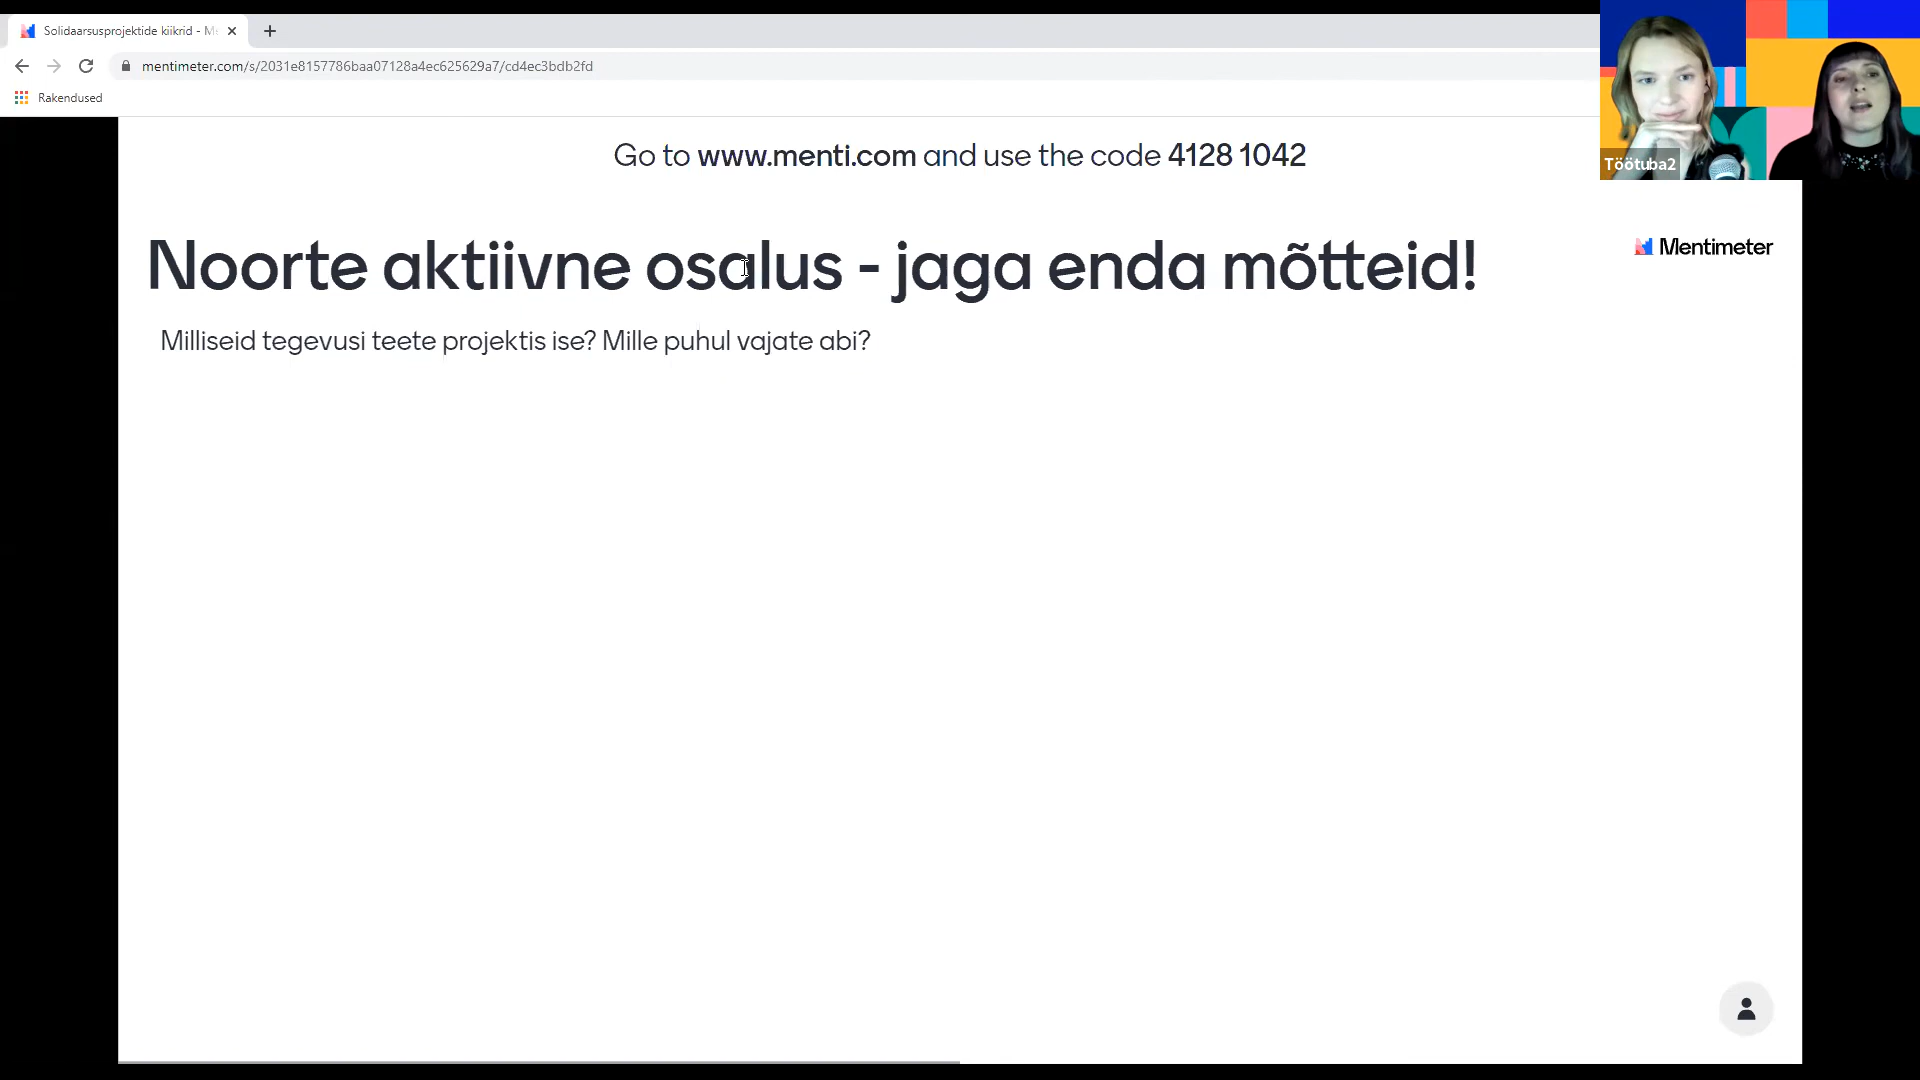 Solidaarsusprojektide kiikrid - M
mentimeter.com/s/2031e8157786baa07128a4ec625629a7/cd4ec3bdb2fd
Rakendused
Töötuba2
Go to www.menti.com and use the code 4128 1042
Noorte aktiivne osalus - jaga enda mõtteid!
Mentimeter
Milliseid tegevusi teete projektis ise? Mille puhul vajate abi?